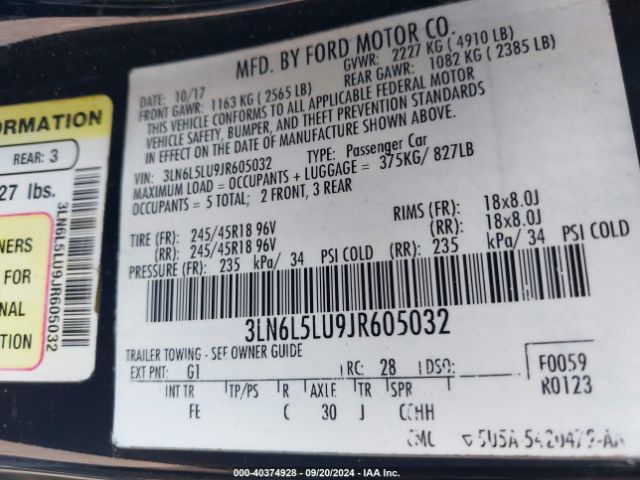 MFD. BY FORD MOTOR CO.
DATE: 10/17
GVWR: 2227 KG ( 4910 LB)
FRONT GAWR: 1163 KG ( 2565 LB)
REAR GAWR: 1082 KG ( 2385 LB)
THIS VEHICLE CONFORMS TO ALL APPLICABLE FEDERAL MOTOR
VEHICLE SAFETY, BUMPER, AND THEFT PREVENTION STANDARDS
IN EFFECT ON THE DATE OF MANUFACTURE SHOWN ABOVE.
VIN: 3LN6L5LU9JR605032
TYPE: Passenger Car
MAXIMUM LOAD = OCCUPANTS + LUGGAGE = 375KG/ 827LB
OCCUPANTS = 5 TOTAL; 2 FRONT, 3 REAR
TIRE (FR): 245/45R18 96V
RIMS (FR): 18x8.0J
(RR): 245/45R18 96V
(RR): 18x8.0J
PRESSURE (FR): 235 kPa/ 34 PSI COLD
(RR): 235 kPa/ 34 PSI COLD
3LN6L5LU9JR605032
TRAILER TOWING - SEE OWNER GUIDE
EXT PNT: G1 RC: 28 DSO:
F0059
R0123
INT TR TP/PS R AXLE TR SPR
FE C 30 J CCHH
ORMATION
REAR: 3
27 lbs.
NERS
FOR
NAL
TION
3LN6L5LU9JR605032
000-40374928 - 09/20/2024 - IAA Inc.